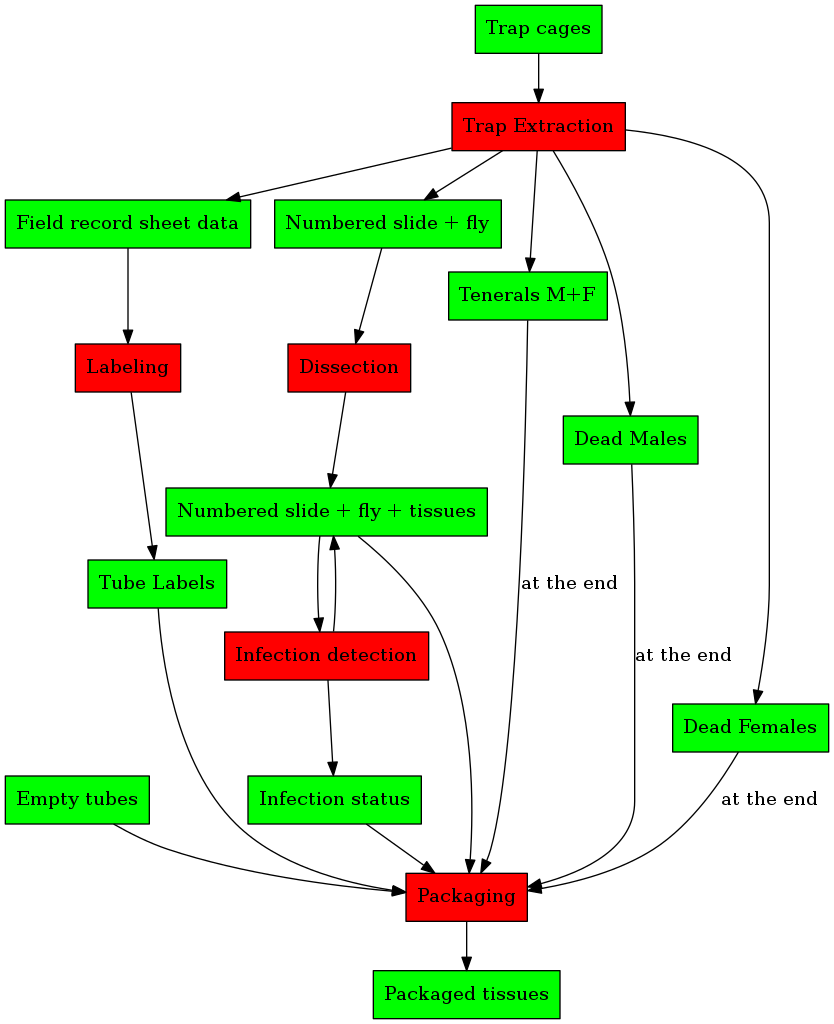 Trap cages
Trap Extraction
Field record sheet data
Numbered slide + fly
Tenerals M+F
Labeling
Dissection
Dead Males
Numbered slide + fly + tissues
Tube Labels
at the end
Infection detection
at the end
Dead Females
Empty tubes
Infection status
at the end
Packaging
Packaged tissues